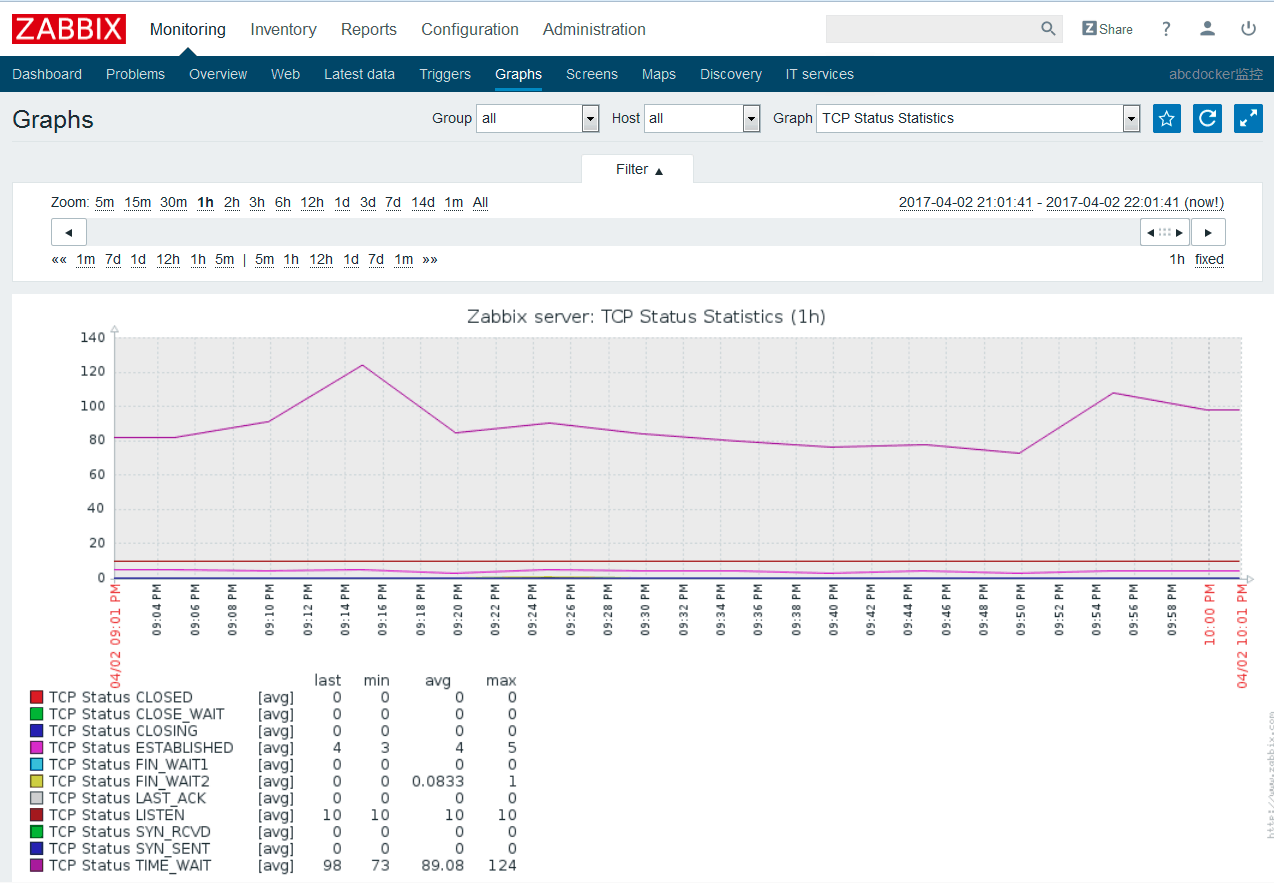 ZABBIX Monitoring Inventory Reports Configuration Administration Share ?
Dashboard Problems Overview Web Latest data Triggers Graphs Screens Maps Discovery IT services abcdocker监控
Graphs Group all Host all Graph TCP Status Statistics
Filter ▲
Zoom: 5m 15m 30m 1h 2h 3h 6h 12h 1d 3d 7d 14d 1m All 2017-04-02 21:01:41 - 2017-04-02 22:01:41 (now!)
«« 1m 7d 1d 12h 1h 5m | 5m 1h 12h 1d 7d 1m »» 1h fixed
Zabbix server: TCP Status Statistics (1h)
140
120
100
80
60
40
20
0
04/02 09:01 PM 09:04 PM 09:06 PM 09:08 PM 09:10 PM 09:12 PM 09:14 PM 09:16 PM 09:18 PM 09:20 PM 09:22 PM 09:24 PM 09:26 PM 09:28 PM 09:30 PM 09:32 PM 09:34 PM 09:36 PM 09:38 PM 09:40 PM 09:42 PM 09:44 PM 09:46 PM 09:48 PM 09:50 PM 09:52 PM 09:54 PM 09:56 PM 09:58 PM 10:00 PM 04/02 10:01 PM
last min avg max
TCP Status CLOSED [avg] 0 0 0 0
TCP Status CLOSE_WAIT [avg] 0 0 0 0
TCP Status CLOSING [avg] 0 0 0 0
TCP Status ESTABLISHED [avg] 4 3 4 5
TCP Status FIN_WAIT1 [avg] 0 0 0 0
TCP Status FIN_WAIT2 [avg] 0 0 0.0833 1
TCP Status LAST_ACK [avg] 0 0 0 0
TCP Status LISTEN [avg] 10 10 10 10
TCP Status SYN_RCVD [avg] 0 0 0 0
TCP Status SYN_SENT [avg] 0 0 0 0
TCP Status TIME_WAIT [avg] 98 73 89.08 124
http://www.zabbix.com